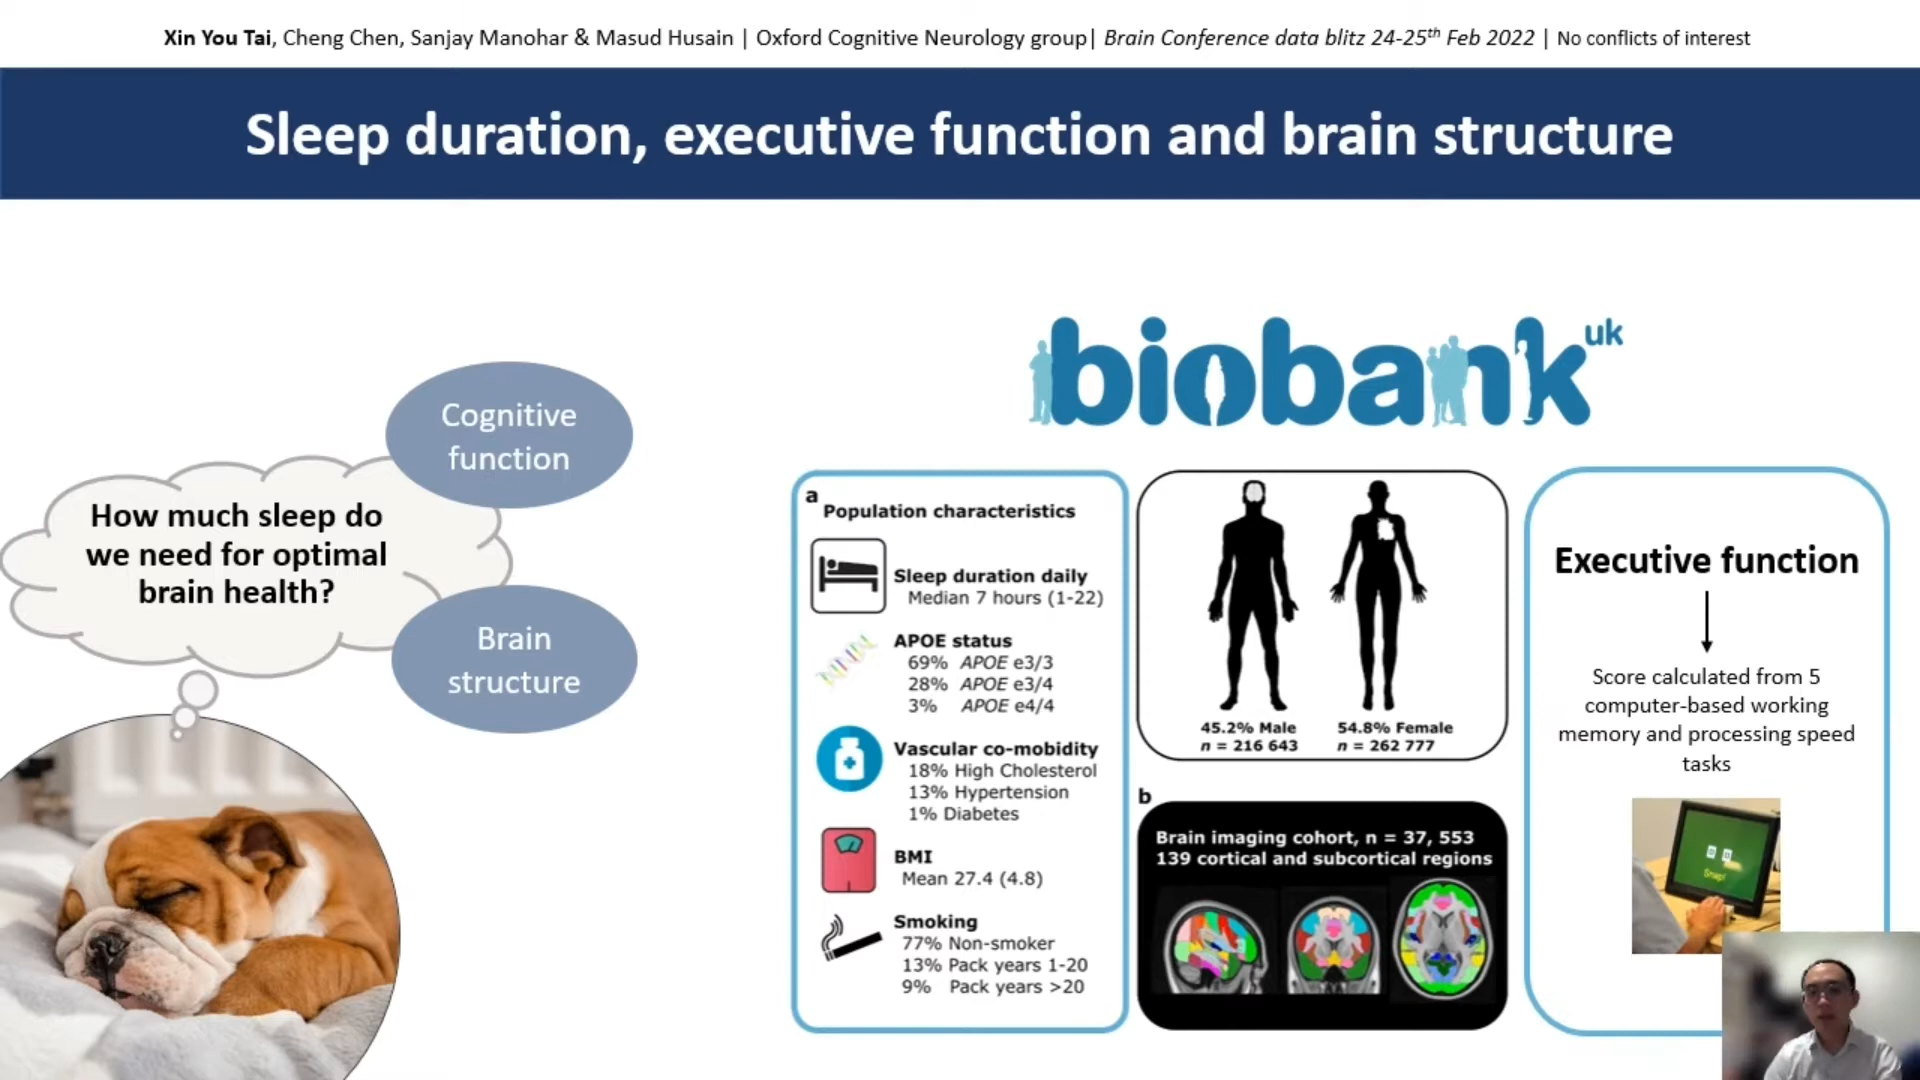 Xin You Tai, Cheng Chen, Sanjay Manohar & Masud Husain | Oxford Cognitive Neurology group| Brain Conference data blitz 24-25th Feb 2022 | No conflicts of interest
Sleep duration, executive function and brain structure
Cognitive
function
How much sleep do
we need for optimal
brain health?
Brain
structure
biobank uk
a
Population characteristics
Sleep duration daily
Median 7 hours (1-22)
APOE status
69% APOE e3/3
28% APOE e3/4
3% APOE e4/4
Vascular co-mobidity
18% High Cholesterol
13% Hypertension
1% Diabetes
BMI
Mean 27.4 (4.8)
Smoking
77% Non-smoker
13% Pack years 1-20
9% Pack years >20
45.2% Male
n = 216 643
54.8% Female
n = 262 777
b
Brain imaging cohort, n = 37, 553
139 cortical and subcortical regions
Executive function
Score calculated from 5
computer-based working
memory and processing speed
tasks
Snap!